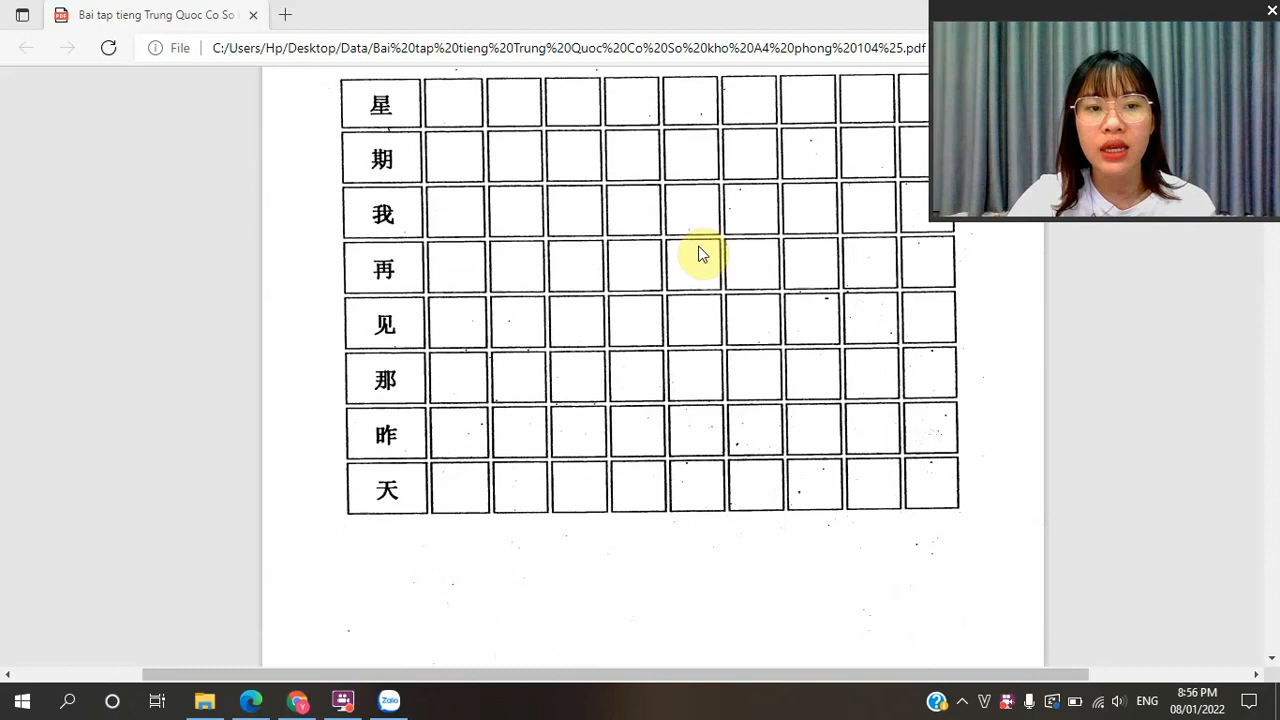 Bai tap tieng Trung Quoc Co So
File
C:/Users/Hp/Desktop/Data/Bai%20tap%20tieng%20Trung%20Quoc%20Co%20So%20kho%20A4%20phong%20104%25.pdf
星
期
我
再
见
那
昨
天
Zalo
ENG
8:56 PM
08/01/2022